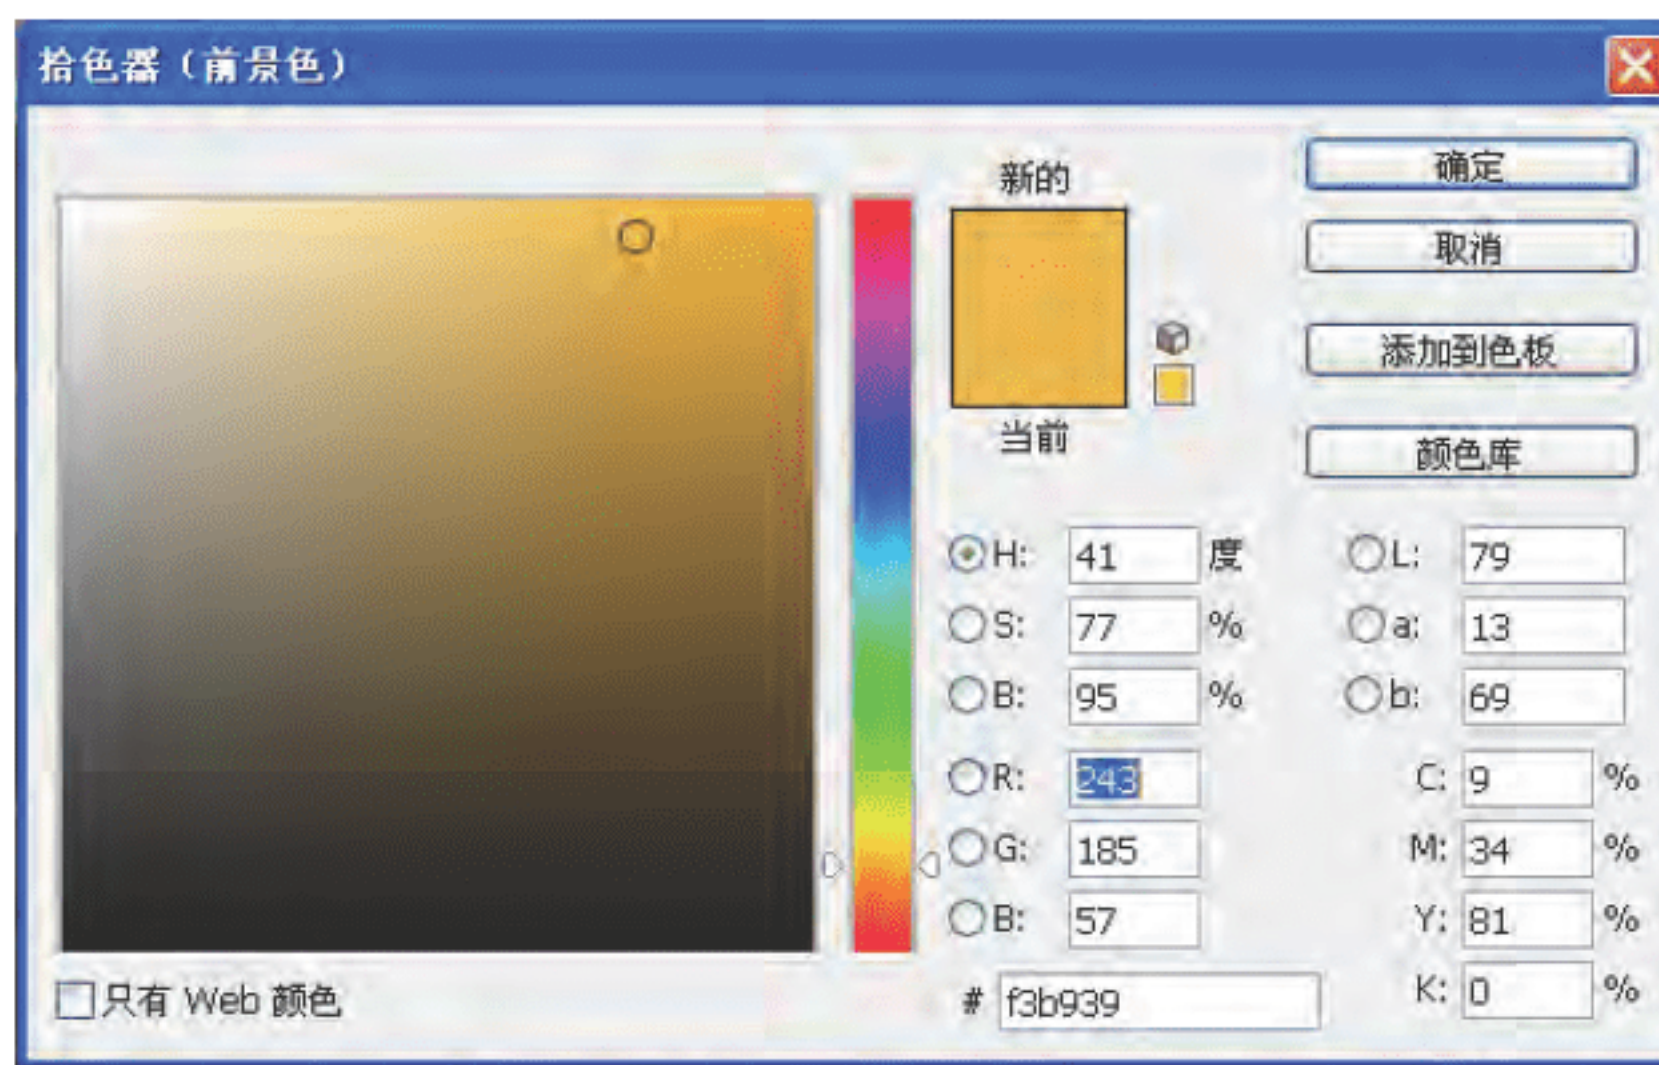 拾色器（前景色）
新的
确定
取消
添加到色板
当前
颜色库
H: 41 度
L: 79
S: 77 %
a: 13
B: 95 %
b: 69
R: 243
C: 9 %
G: 185
M: 34 %
B: 57
Y: 81 %
# f3b939
K: 0 %
只有 Web 颜色